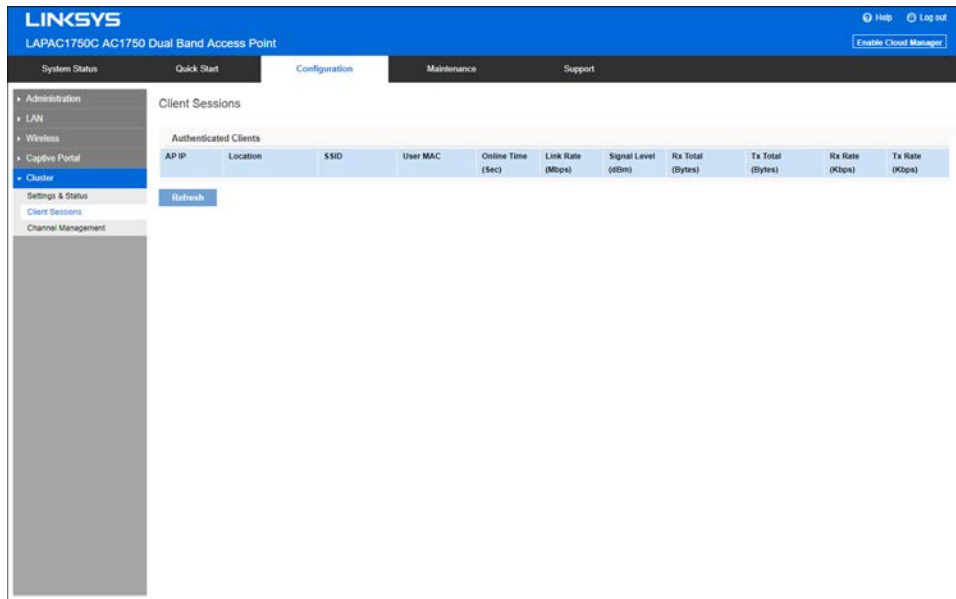 LINKSYS
Help Log out
LAPAC1750C AC1750 Dual Band Access Point
Enable Cloud Manager
System Status Quick Start Configuration Maintenance Support
Administration
LAN
Wireless
Captive Portal
Cluster
Settings & Status
Client Sessions
Channel Management
Client Sessions
Authenticated Clients
AP IP Location SSID User MAC Online Time Link Rate Signal Level Rx Total Tx Total Rx Rate Tx Rate
(Sec) (Mbps) (dBm) (Bytes) (Bytes) (Kbps) (Kbps)
Refresh